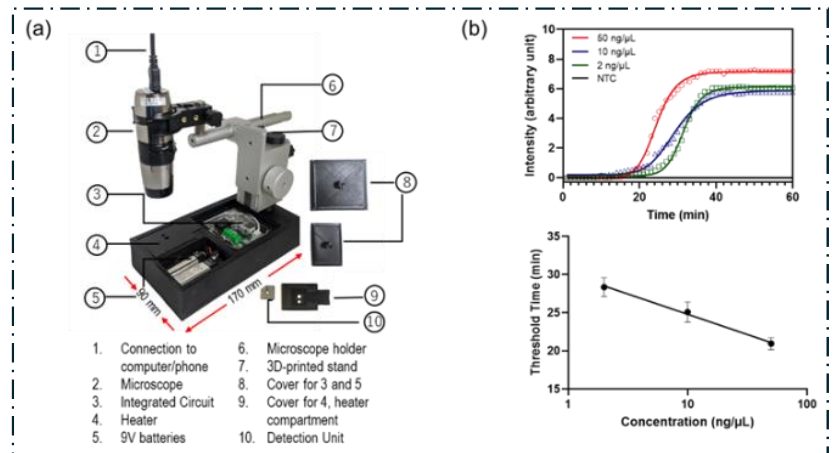 (a)
1
2
3
4
5
6
7
8
9
10
90 mm
170 mm
1. Connection to
computer/phone
2. Microscope
3. Integrated Circuit
4. Heater
5. 9V batteries
6. Microscope holder
7. 3D-printed stand
8. Cover for 3 and 5
9. Cover for 4, heater
compartment
10. Detection Unit
(b)
Intensity (arbitrary unit)
10
8
6
4
2
0
50 ng/µL
10 ng/µL
2 ng/µL
NTC
0
20
40
60
Time (min)
Threshold Time (min)
35
30
25
20
15
1
10
100
Concentration (ng/µL)